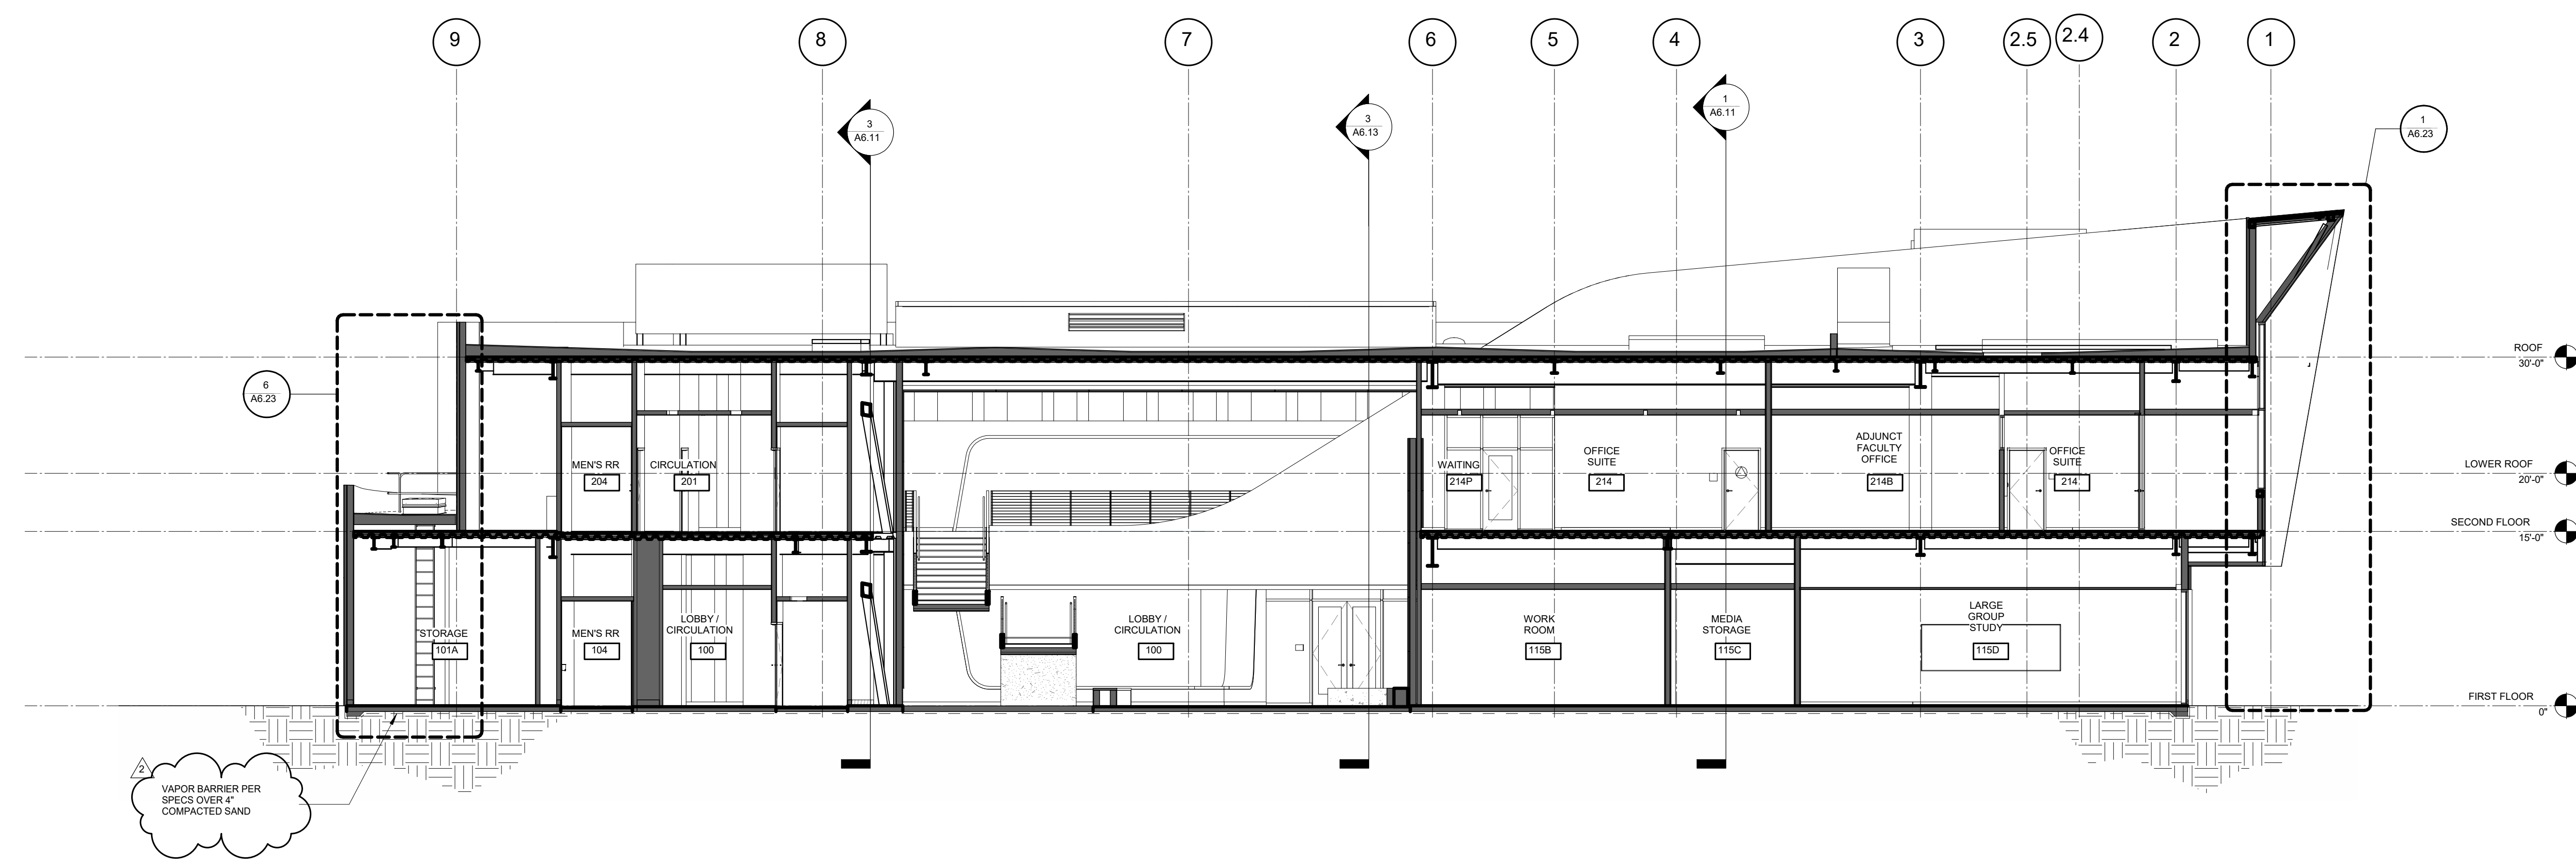 9
8
7
6
5
4
3
2.5
2.4
2
1
3
A6.11
3
A6.13
1
A6.11
1
A6.23
6
A6.23
ROOF
30'-0"
LOWER ROOF
20'-0"
SECOND FLOOR
15'-0"
FIRST FLOOR
0"
MEN'S RR
204
CIRCULATION
201
WAITING
214P
OFFICE
SUITE
214
ADJUNCT
FACULTY
OFFICE
214B
OFFICE
SUITE
214
STORAGE
101A
MEN'S RR
104
LOBBY /
CIRCULATION
100
LOBBY /
CIRCULATION
100
WORK
ROOM
115B
MEDIA
STORAGE
115C
LARGE
GROUP
STUDY
115D
2
VAPOR BARRIER PER
SPECS OVER 4"
COMPACTED SAND